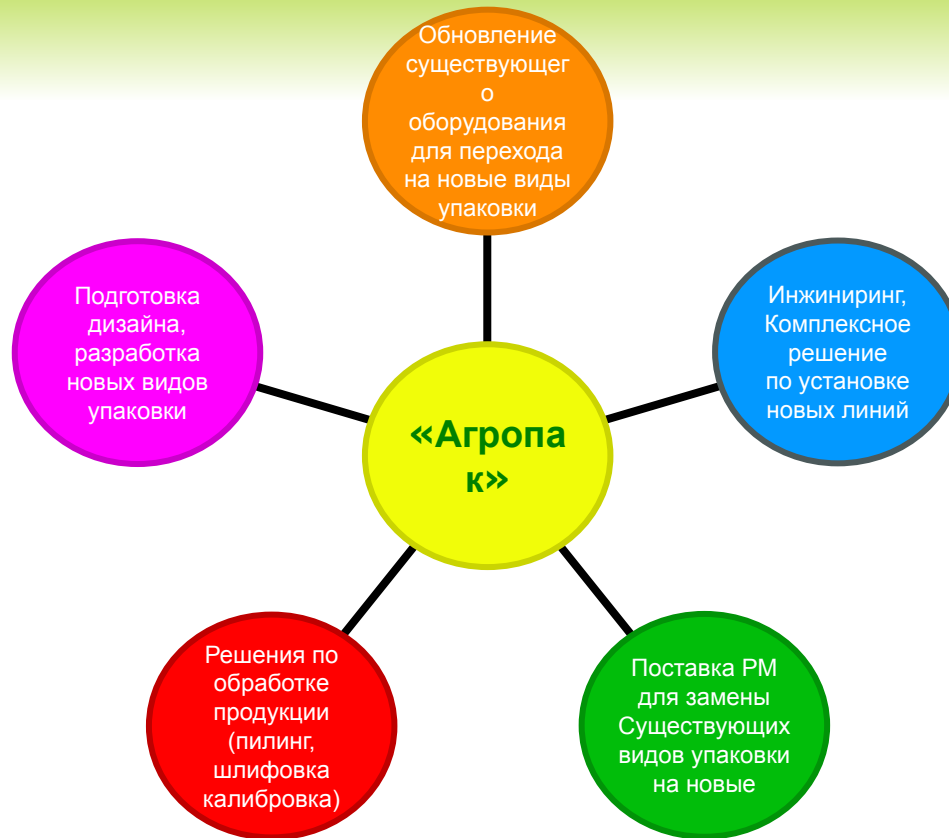 Обновление
существующег
о
оборудования
для перехода
на новые виды
упаковки
Подготовка
дизайна,
разработка
новых видов
упаковки
Инжиниринг,
Комплексное
решение
по установке
новых линий
«Агропа
к»
Решения по
обработке
продукции
(пилинг,
шлифовка
калибровка)
Поставка РМ
для замены
Существующих
видов упаковки
на новые